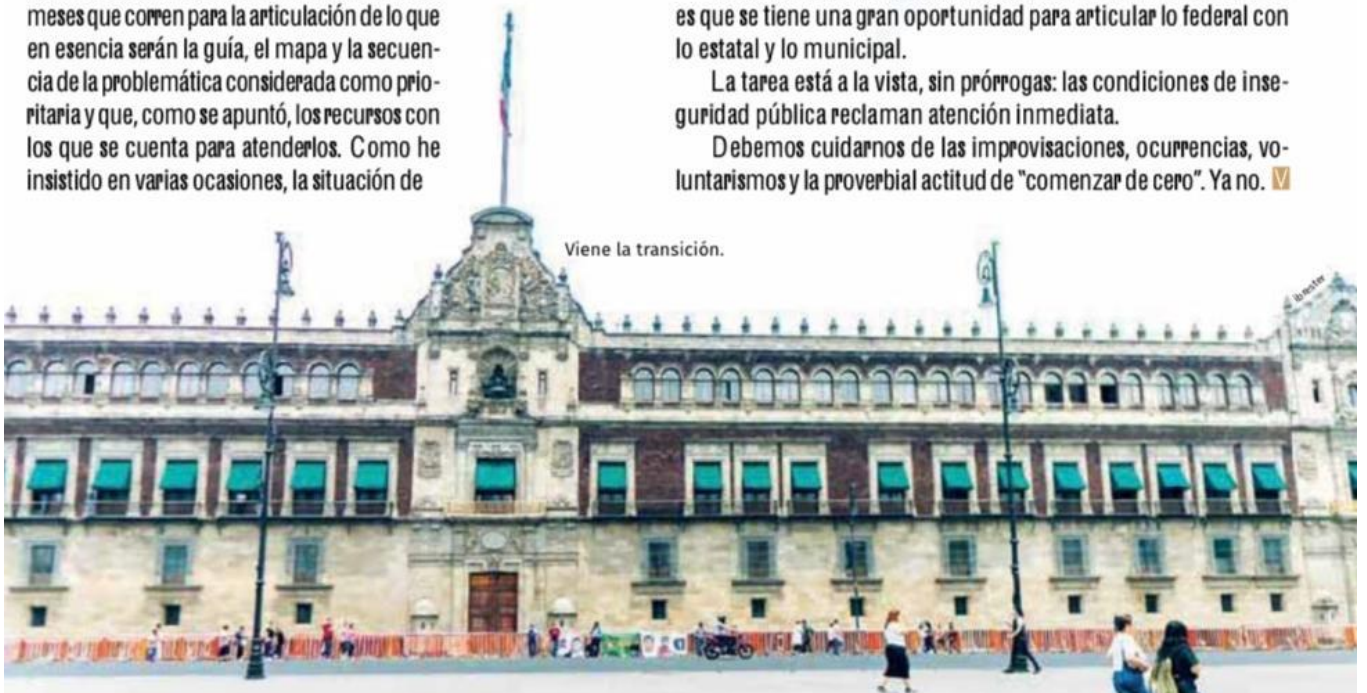 meses que corren para la articulación de lo que
en esencia serán la guía, el mapa y la secuen-
cia de la problemática considerada como prio-
ritaria y que, como se apuntó, los recursos con
los que se cuenta para atenderlos. Como he
insistido en varias ocasiones, la situación de
es que se tiene una gran oportunidad para articular lo federal con
lo estatal y lo municipal.
La tarea está a la vista, sin prórrogas: las condiciones de inse-
guridad pública reclaman atención inmediata.
Debemos cuidarnos de las improvisaciones, ocurrencias, vo-
luntarismos y la proverbial actitud de "comenzar de cero". Ya no. V
Viene la transición.